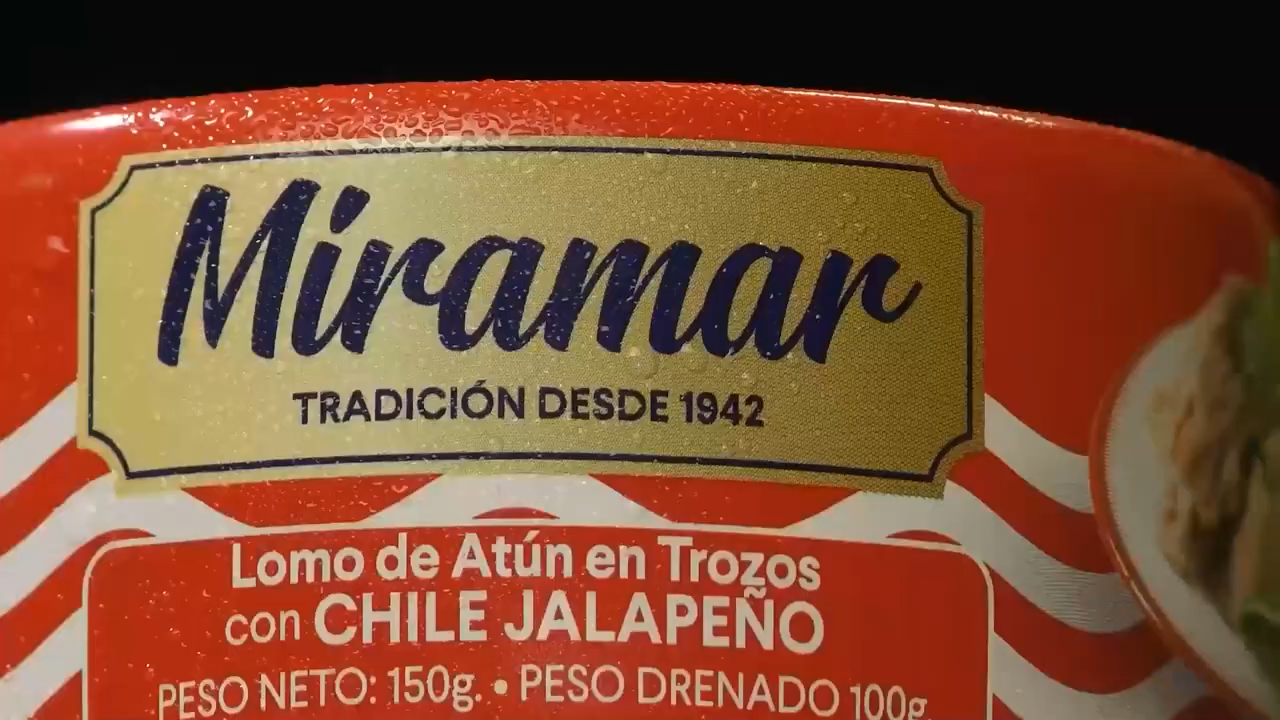 Miramar
TRADICIÓN DESDE 1942
Lomo de Atún en Trozos
con CHILE JALAPEÑO
PESO NETO: 150g. • PESO DRENADO 100g